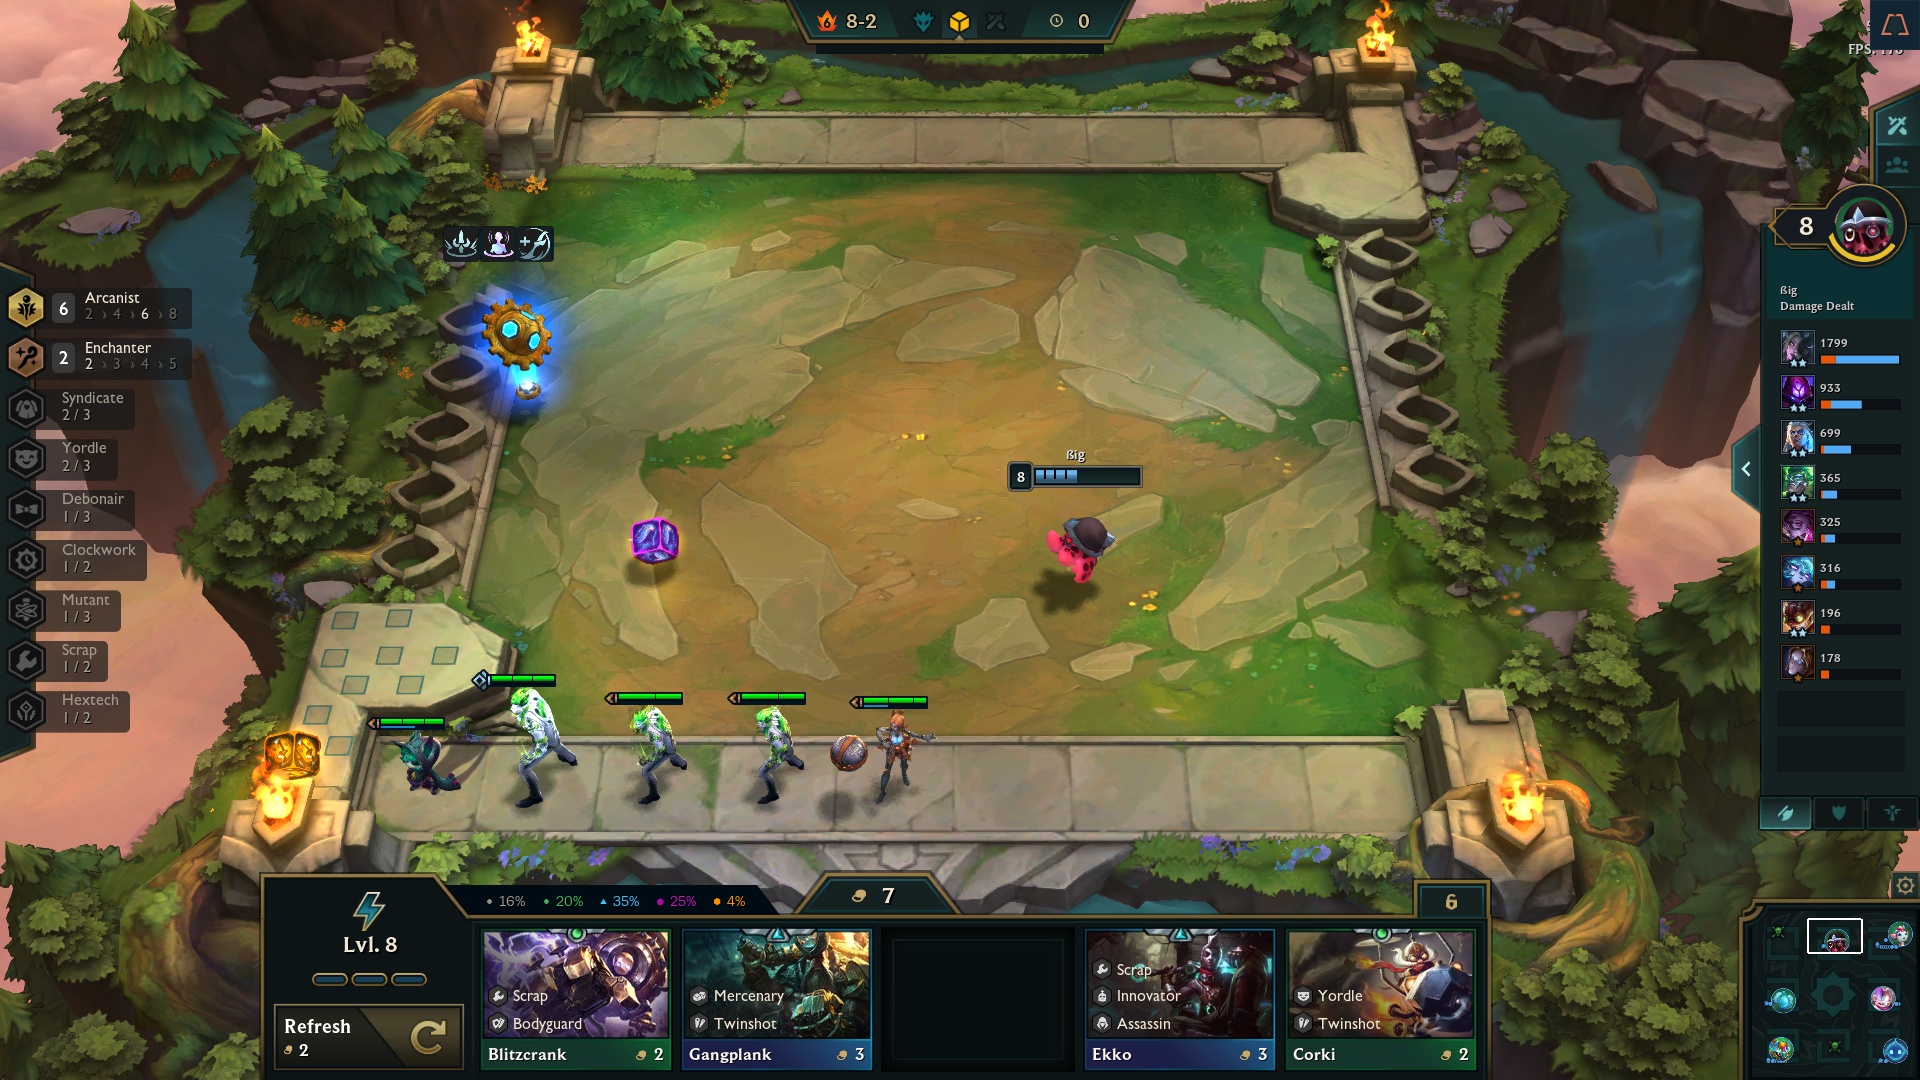 8-2
0
FPS:
8
ßig
Damage Dealt
1799
933
699
365
325
316
196
178
6
Arcanist
2 › 4 › 6 › 8
2
Enchanter
2 › 3 › 4 › 5
Syndicate
2 / 3
Yordle
2 / 3
Debonair
1 / 3
Clockwork
1 / 2
Mutant
1 / 3
Scrap
1 / 2
Hextech
1 / 2
ßig
8
16% 20% 35% 25% 4%
7
6
Lvl. 8
Refresh
2
Scrap
Bodyguard
Blitzcrank 2
Mercenary
Twinshot
Gangplank 3
Scrap
Innovator
Assassin
Ekko 3
Yordle
Twinshot
Corki 2